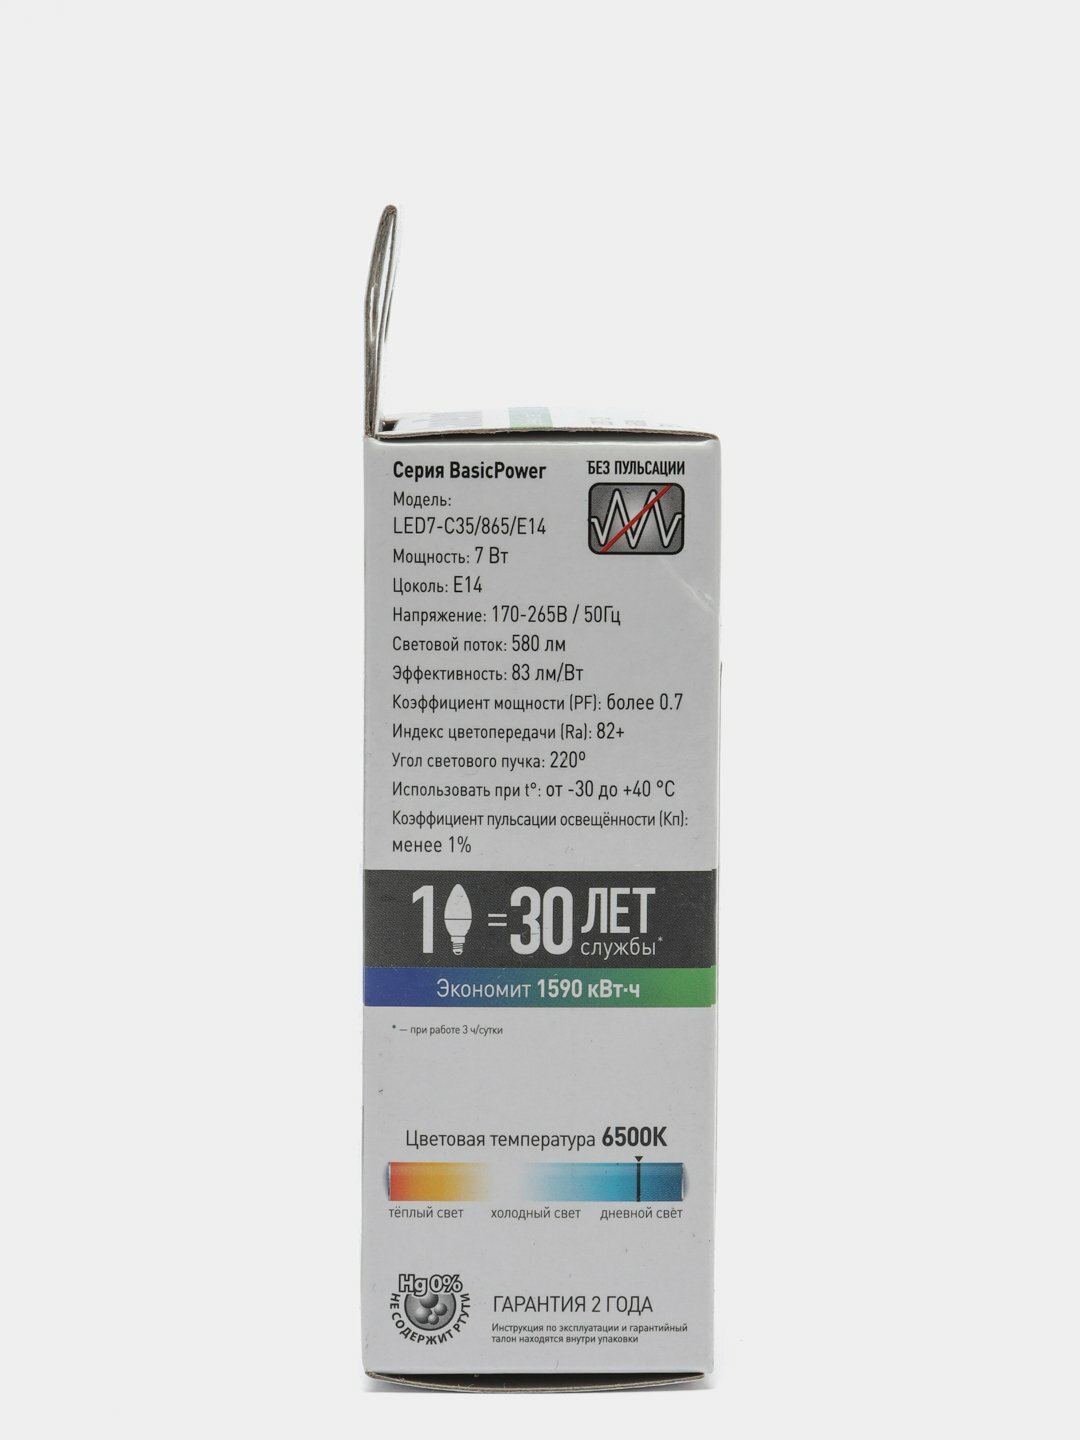 Серия BasicPower
БЕЗ ПУЛЬСАЦИИ
Модель:
LED7-C35/865/E14
Мощность: 7 Вт
Цоколь: E14
Напряжение: 170-265В / 50Гц
Световой поток: 580 лм
Эффективность: 83 лм/Вт
Коэффициент мощности (PF): более 0.7
Индекс цветопередачи (Ra): 82+
Угол светового пучка: 220º
Использовать при t°: от -30 до +40 °C
Коэффициент пульсации освещённости (Кп):
менее 1%
1 = 30 ЛЕТ
службы*
Экономит 1590 кВт·ч
* — при работе 3 ч/сутки
Цветовая температура 6500K
тёплый свет холодный свет дневной свет
Hg 0%
НЕ СОДЕРЖИТ РТУТИ
ГАРАНТИЯ 2 ГОДА
Инструкция по эксплуатации и гарантийный
талон находятся внутри упаковки